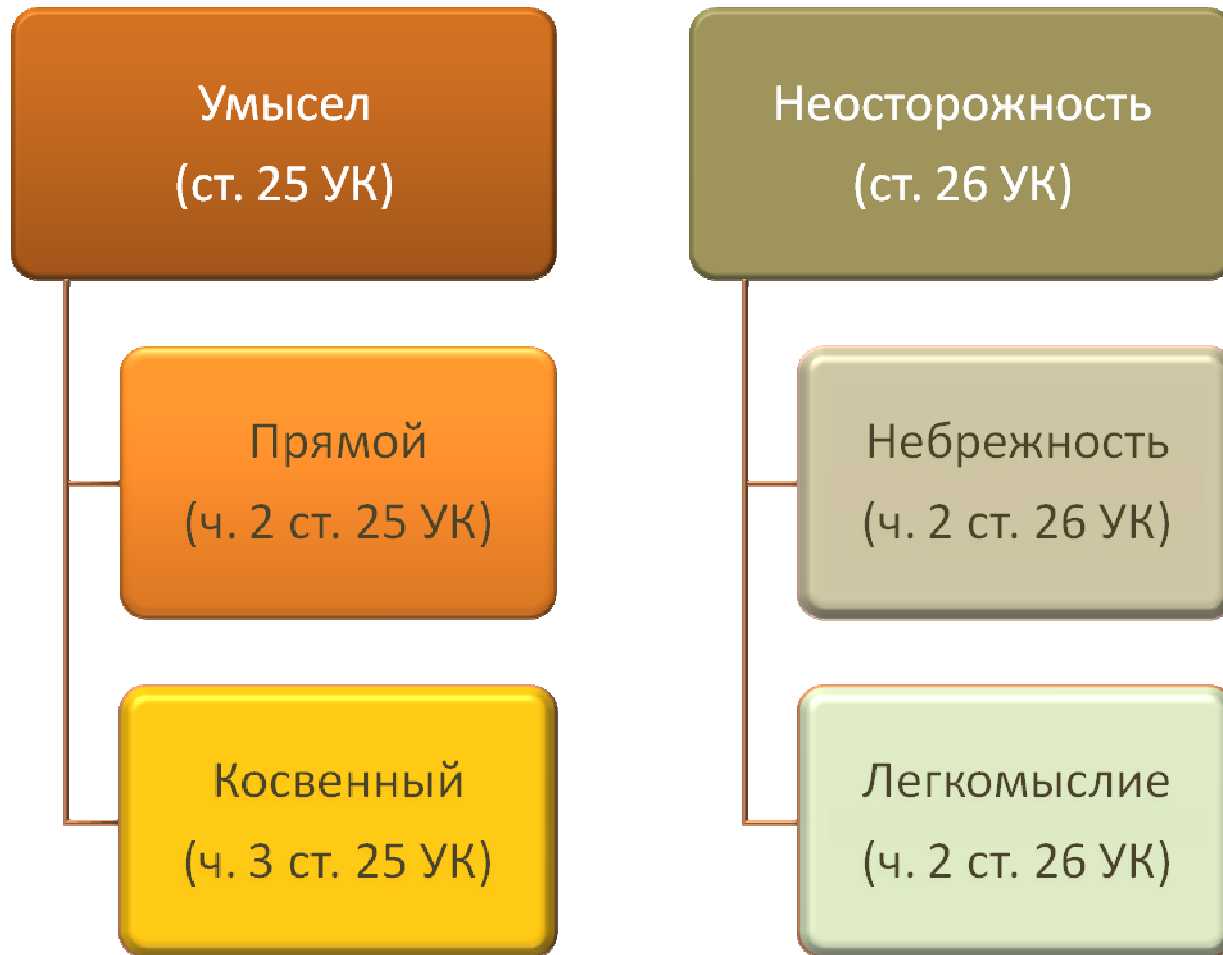 Умысел
(ст. 25 УК)
Прямой
(ч. 2 ст. 25 УК)
Косвенный
(ч. 3 ст. 25 УК)
Неосторожность
(ст. 26 УК)
Небрежность
(ч. 2 ст. 26 УК)
Легкомыслие
(ч. 2 ст. 26 УК)